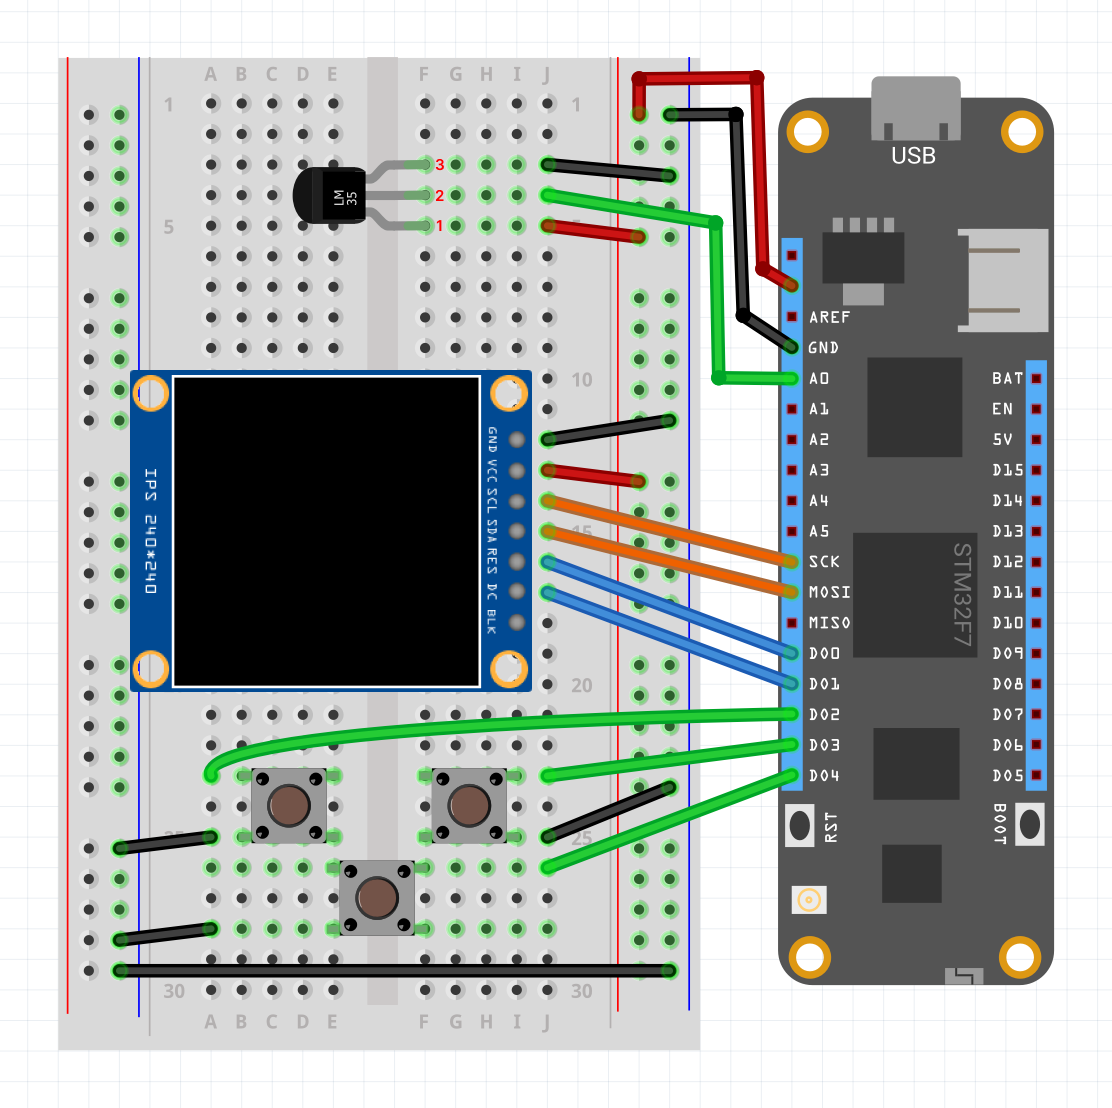 A B C D E F G H I J
1 1
3
2
1
LM
35
5
10
GND VCC SCL SDA RES DC BLK
IPS 240*240
15
20
25
30 30
A B C D E F G H I J
USB
AREF
GND
A0
A1
A2
A3
A4
A5
SCK
MOSI
MISO
D00
D01
D02
D03
D04
BAT
EN
5V
D15
D14
D13
D12
D11
D10
D09
D08
D07
D06
D05
STM32F7
RST
BOOT